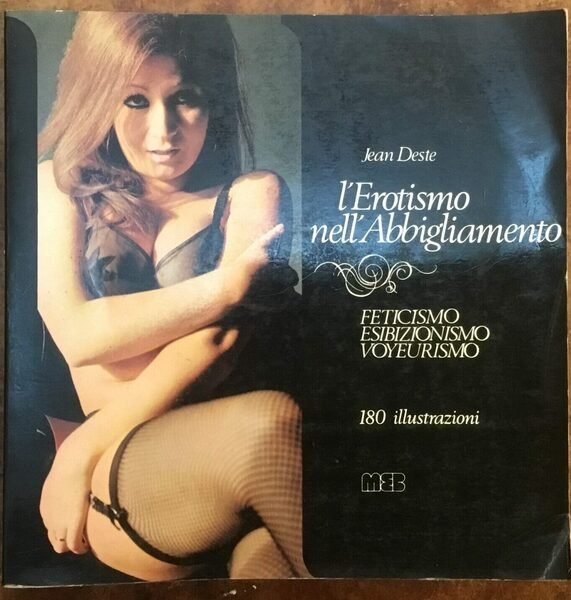 Jean Deste
l'Erotismo
nell'Abbigliamento
FETICISMO
ESIBIZIONISMO
VOYEURISMO
180 illustrazioni
MEB